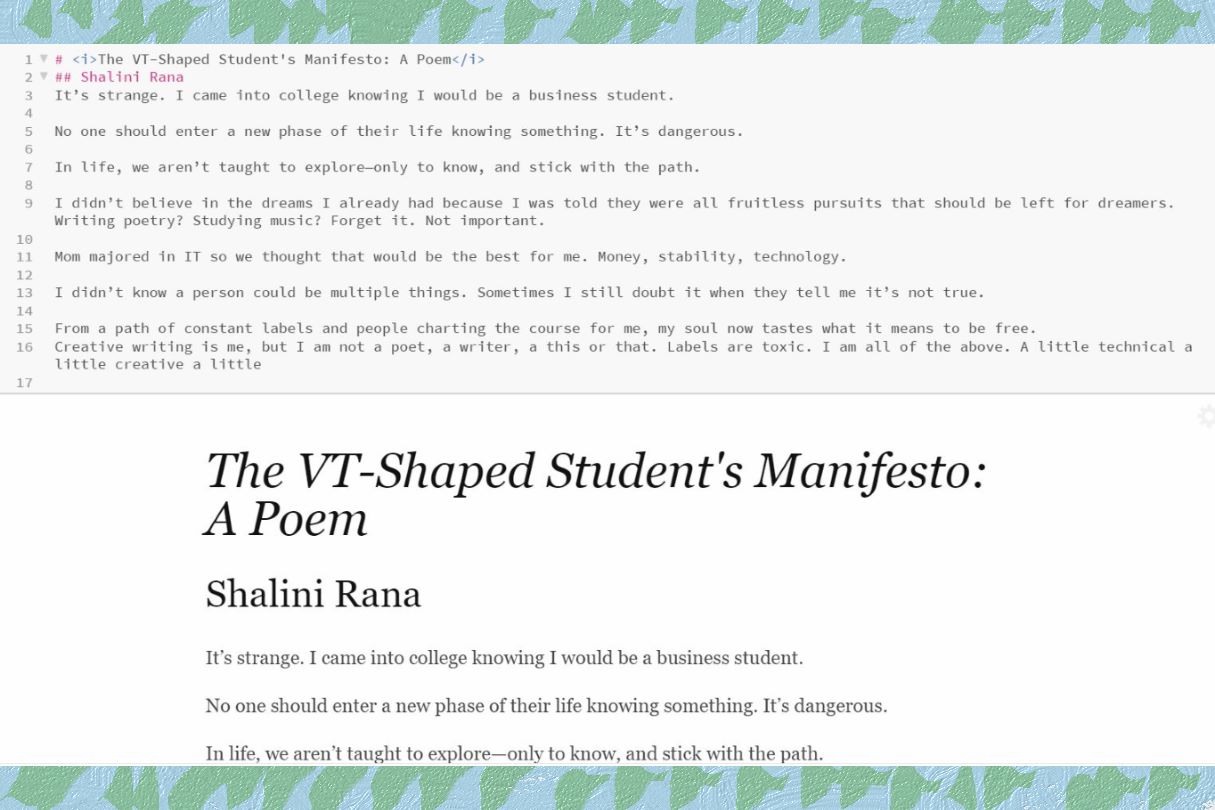 1 # <i>The VT-Shaped Student's Manifesto: A Poem</i>
2 ## Shalini Rana
3 It’s strange. I came into college knowing I would be a business student.
4
5 No one should enter a new phase of their life knowing something. It’s dangerous.
6
7 In life, we aren’t taught to explore—only to know, and stick with the path.
8
9 I didn’t believe in the dreams I already had because I was told they were all fruitless pursuits that should be left for dreamers.
Writing poetry? Studying music? Forget it. Not important.
10
11 Mom majored in IT so we thought that would be the best for me. Money, stability, technology.
12
13 I didn’t know a person could be multiple things. Sometimes I still doubt it when they tell me it’s not true.
14
15 From a path of constant labels and people charting the course for me, my soul now tastes what it means to be free.
16 Creative writing is me, but I am not a poet, a writer, a this or that. Labels are toxic. I am all of the above. A little technical a
little creative a little
17
The VT-Shaped Student's Manifesto:
A Poem
Shalini Rana
It’s strange. I came into college knowing I would be a business student.
No one should enter a new phase of their life knowing something. It’s dangerous.
In life, we aren’t taught to explore—only to know, and stick with the path.